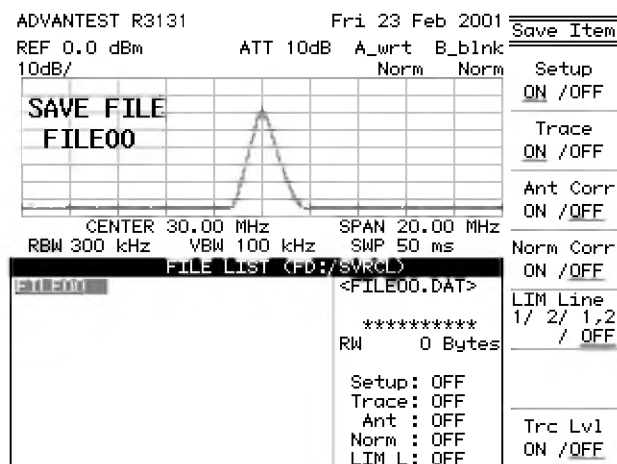 ADVANTEST R3131 Fri 23 Feb 2001
REF 0.0 dBm ATT 10dB A_wrt B_blnk
10dB/ Norm Norm
SAVE FILE
FILE00
CENTER 30.00 MHz SPAN 20.00 MHz
RBW 300 kHz VBW 100 kHz SWP 50 ms
FILE LIST (FD:/SVRCL)
FILE00
<FILE00.DAT>
**********
RW 0 Bytes
Setup: OFF
Trace: OFF
Ant : OFF
Norm : OFF
LIM L: OFF
Save Item
Setup
ON /OFF
Trace
ON /OFF
Ant Corr
ON /OFF
Norm Corr
ON /OFF
LIM Line
1/ 2/ 1,2
/ OFF
Trc Lvl
ON /OFF